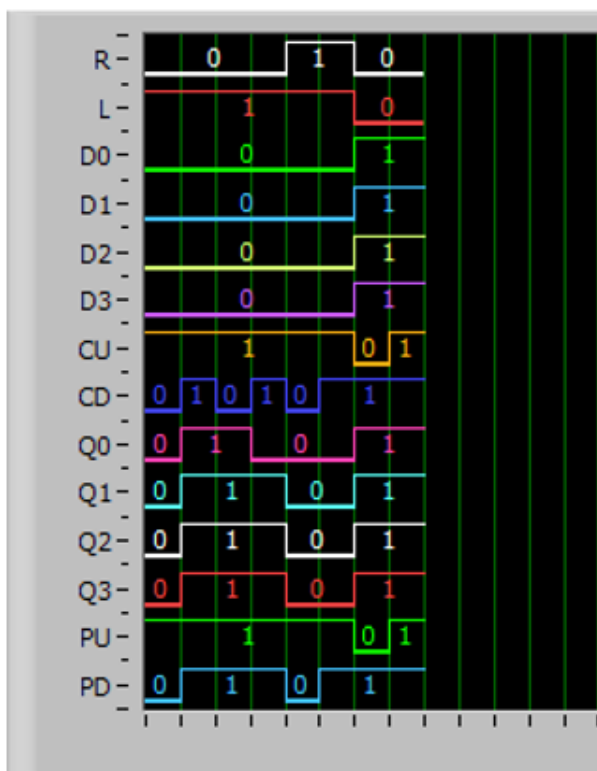 R 0 1 0
L 1 0
D0 0 1
D1 0 1
D2 0 1
D3 0 1
CU 1 0 1
CD 0 1 0 1 0 1
Q0 0 1 0 1
Q1 0 1 0 1
Q2 0 1 0 1
Q3 0 1 0 1
PU 1 0 1
PD 0 1 0 1